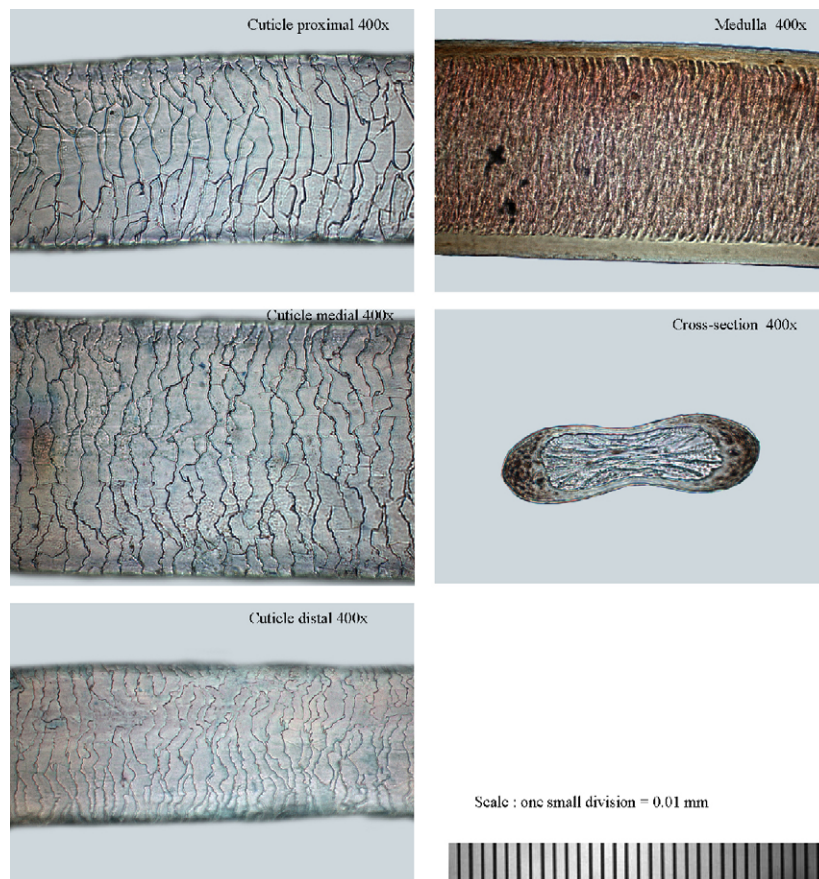 Cuticle proximal 400x
Medulla 400x
Cuticle medial 400x
Cross-section 400x
Cuticle distal 400x
Scale : one small division = 0.01 mm